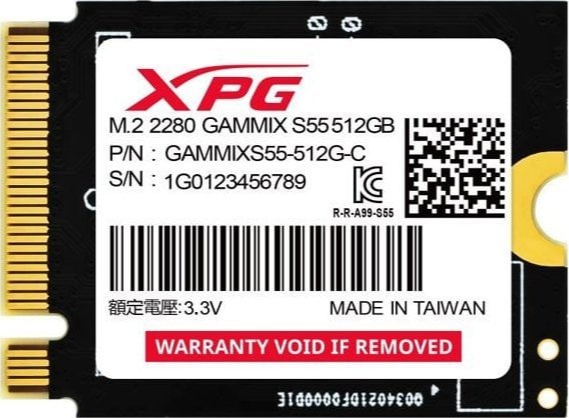 XPG
M.2 2280 GAMMIX S55 512GB
P/N : GAMMIXS55-512G-C
S/N : 1G0123456789
R-R-A99-S55
額定電壓:3.3V
MADE IN TAIWAN
WARRANTY VOID IF REMOVED